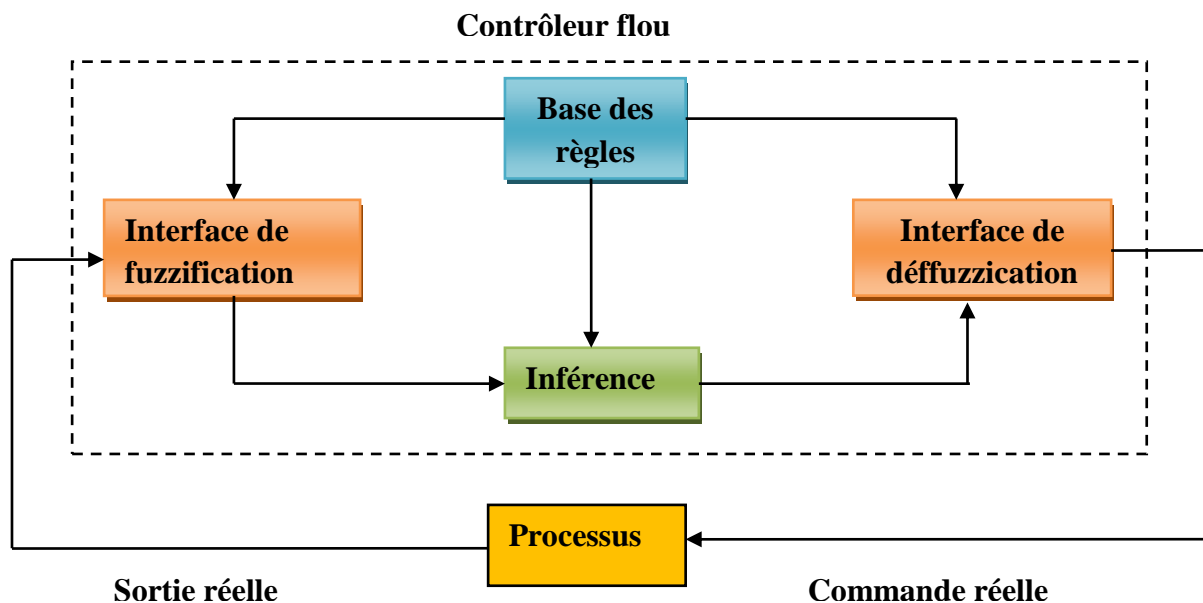 Contrôleur flou
Base des
règles
Interface de
fuzzification
Interface de
déffuzzication
Inférence
Processus
Sortie réelle
Commande réelle